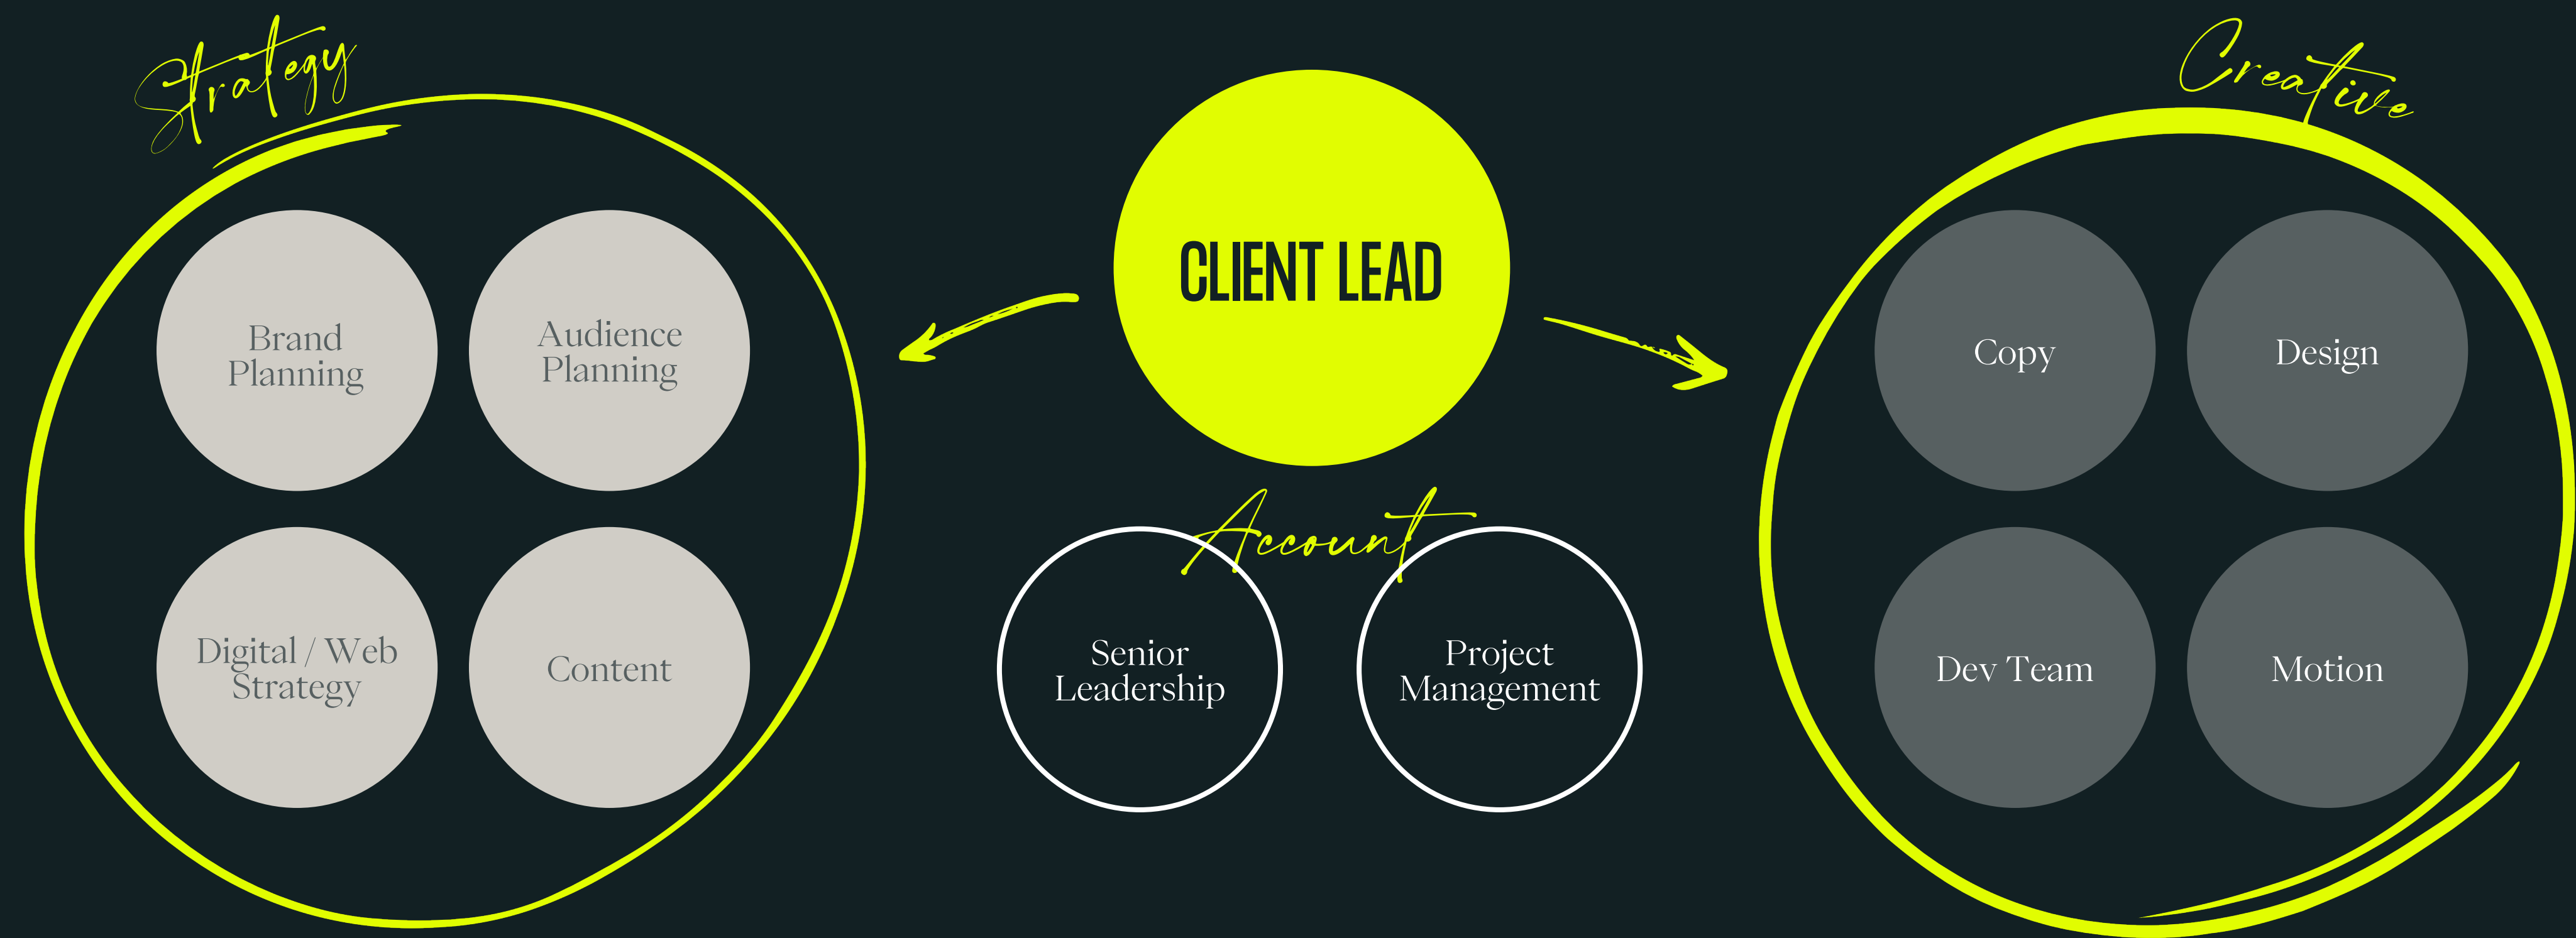 Strategy
Brand
Planning
Audience
Planning
Digital / Web
Strategy
Content
CLIENT LEAD
Account
Senior
Leadership
Project
Management
Creative
Copy
Design
Dev Team
Motion